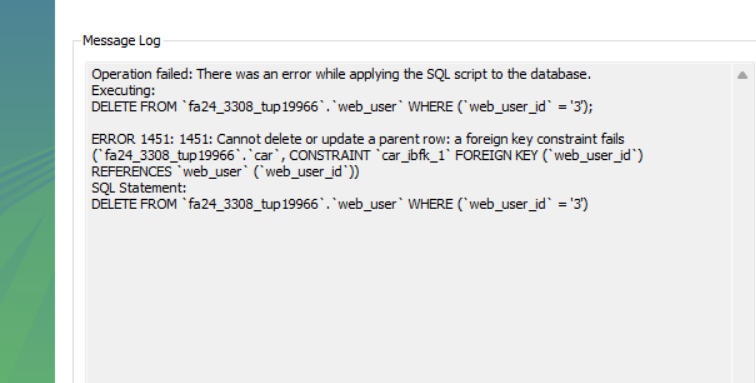 Message Log
Operation failed: There was an error while applying the SQL script to the database.
Executing:
DELETE FROM `fa24_3308_tup19966`.`web_user` WHERE (`web_user_id` = '3');
ERROR 1451: 1451: Cannot delete or update a parent row: a foreign key constraint fails
(`fa24_3308_tup19966`.`car`, CONSTRAINT `car_ibfk_1` FOREIGN KEY (`web_user_id`)
REFERENCES `web_user` (`web_user_id`))
SQL Statement:
DELETE FROM `fa24_3308_tup19966`.`web_user` WHERE (`web_user_id` = '3')